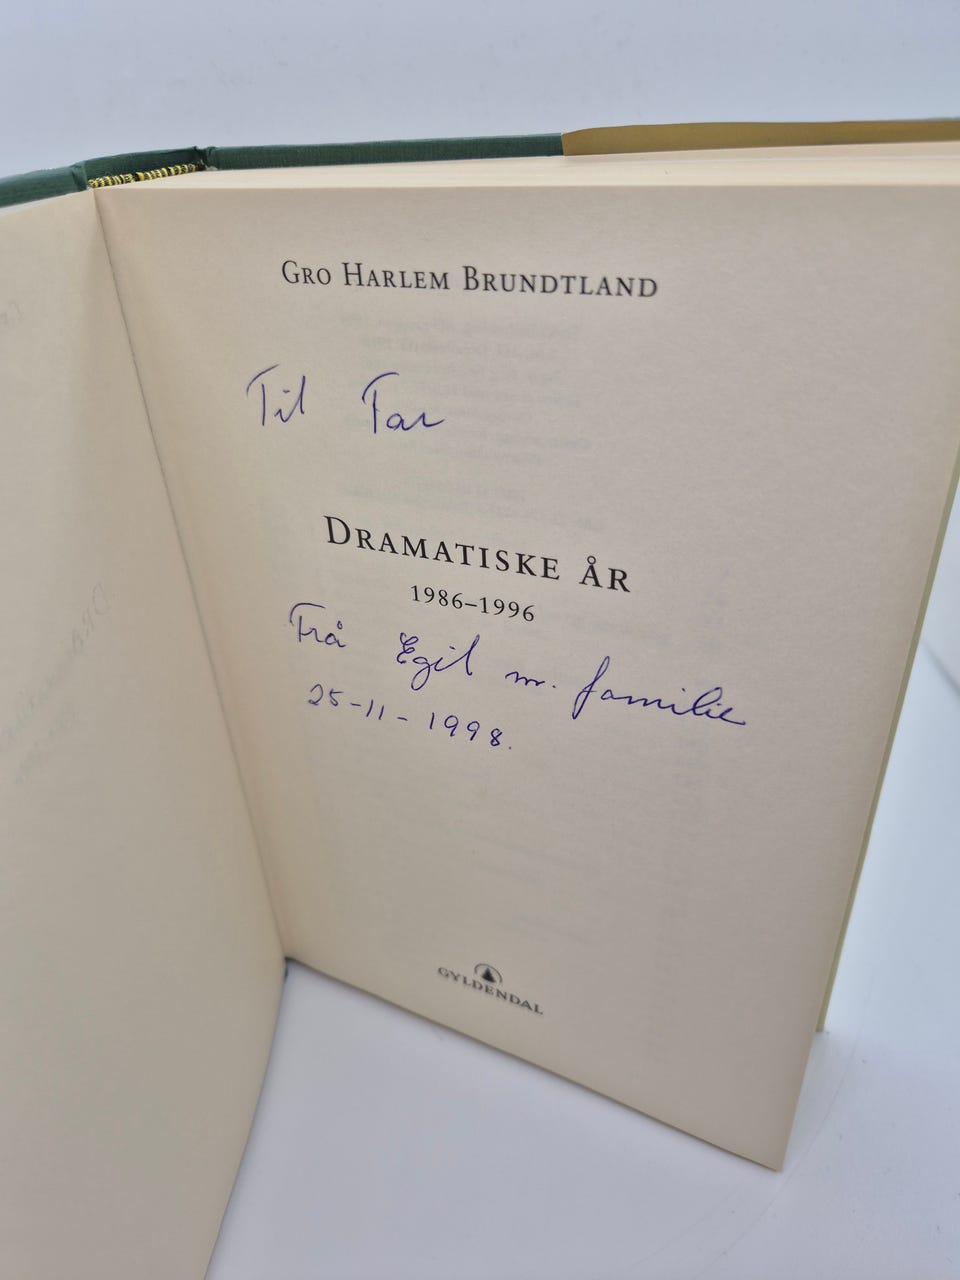 GRO HARLEM BRUNDTLAND
Til Far
DRAMATISKE ÅR
1986–1996
Frå Egil m. familie
25-11-1998.
GYLDENDAL